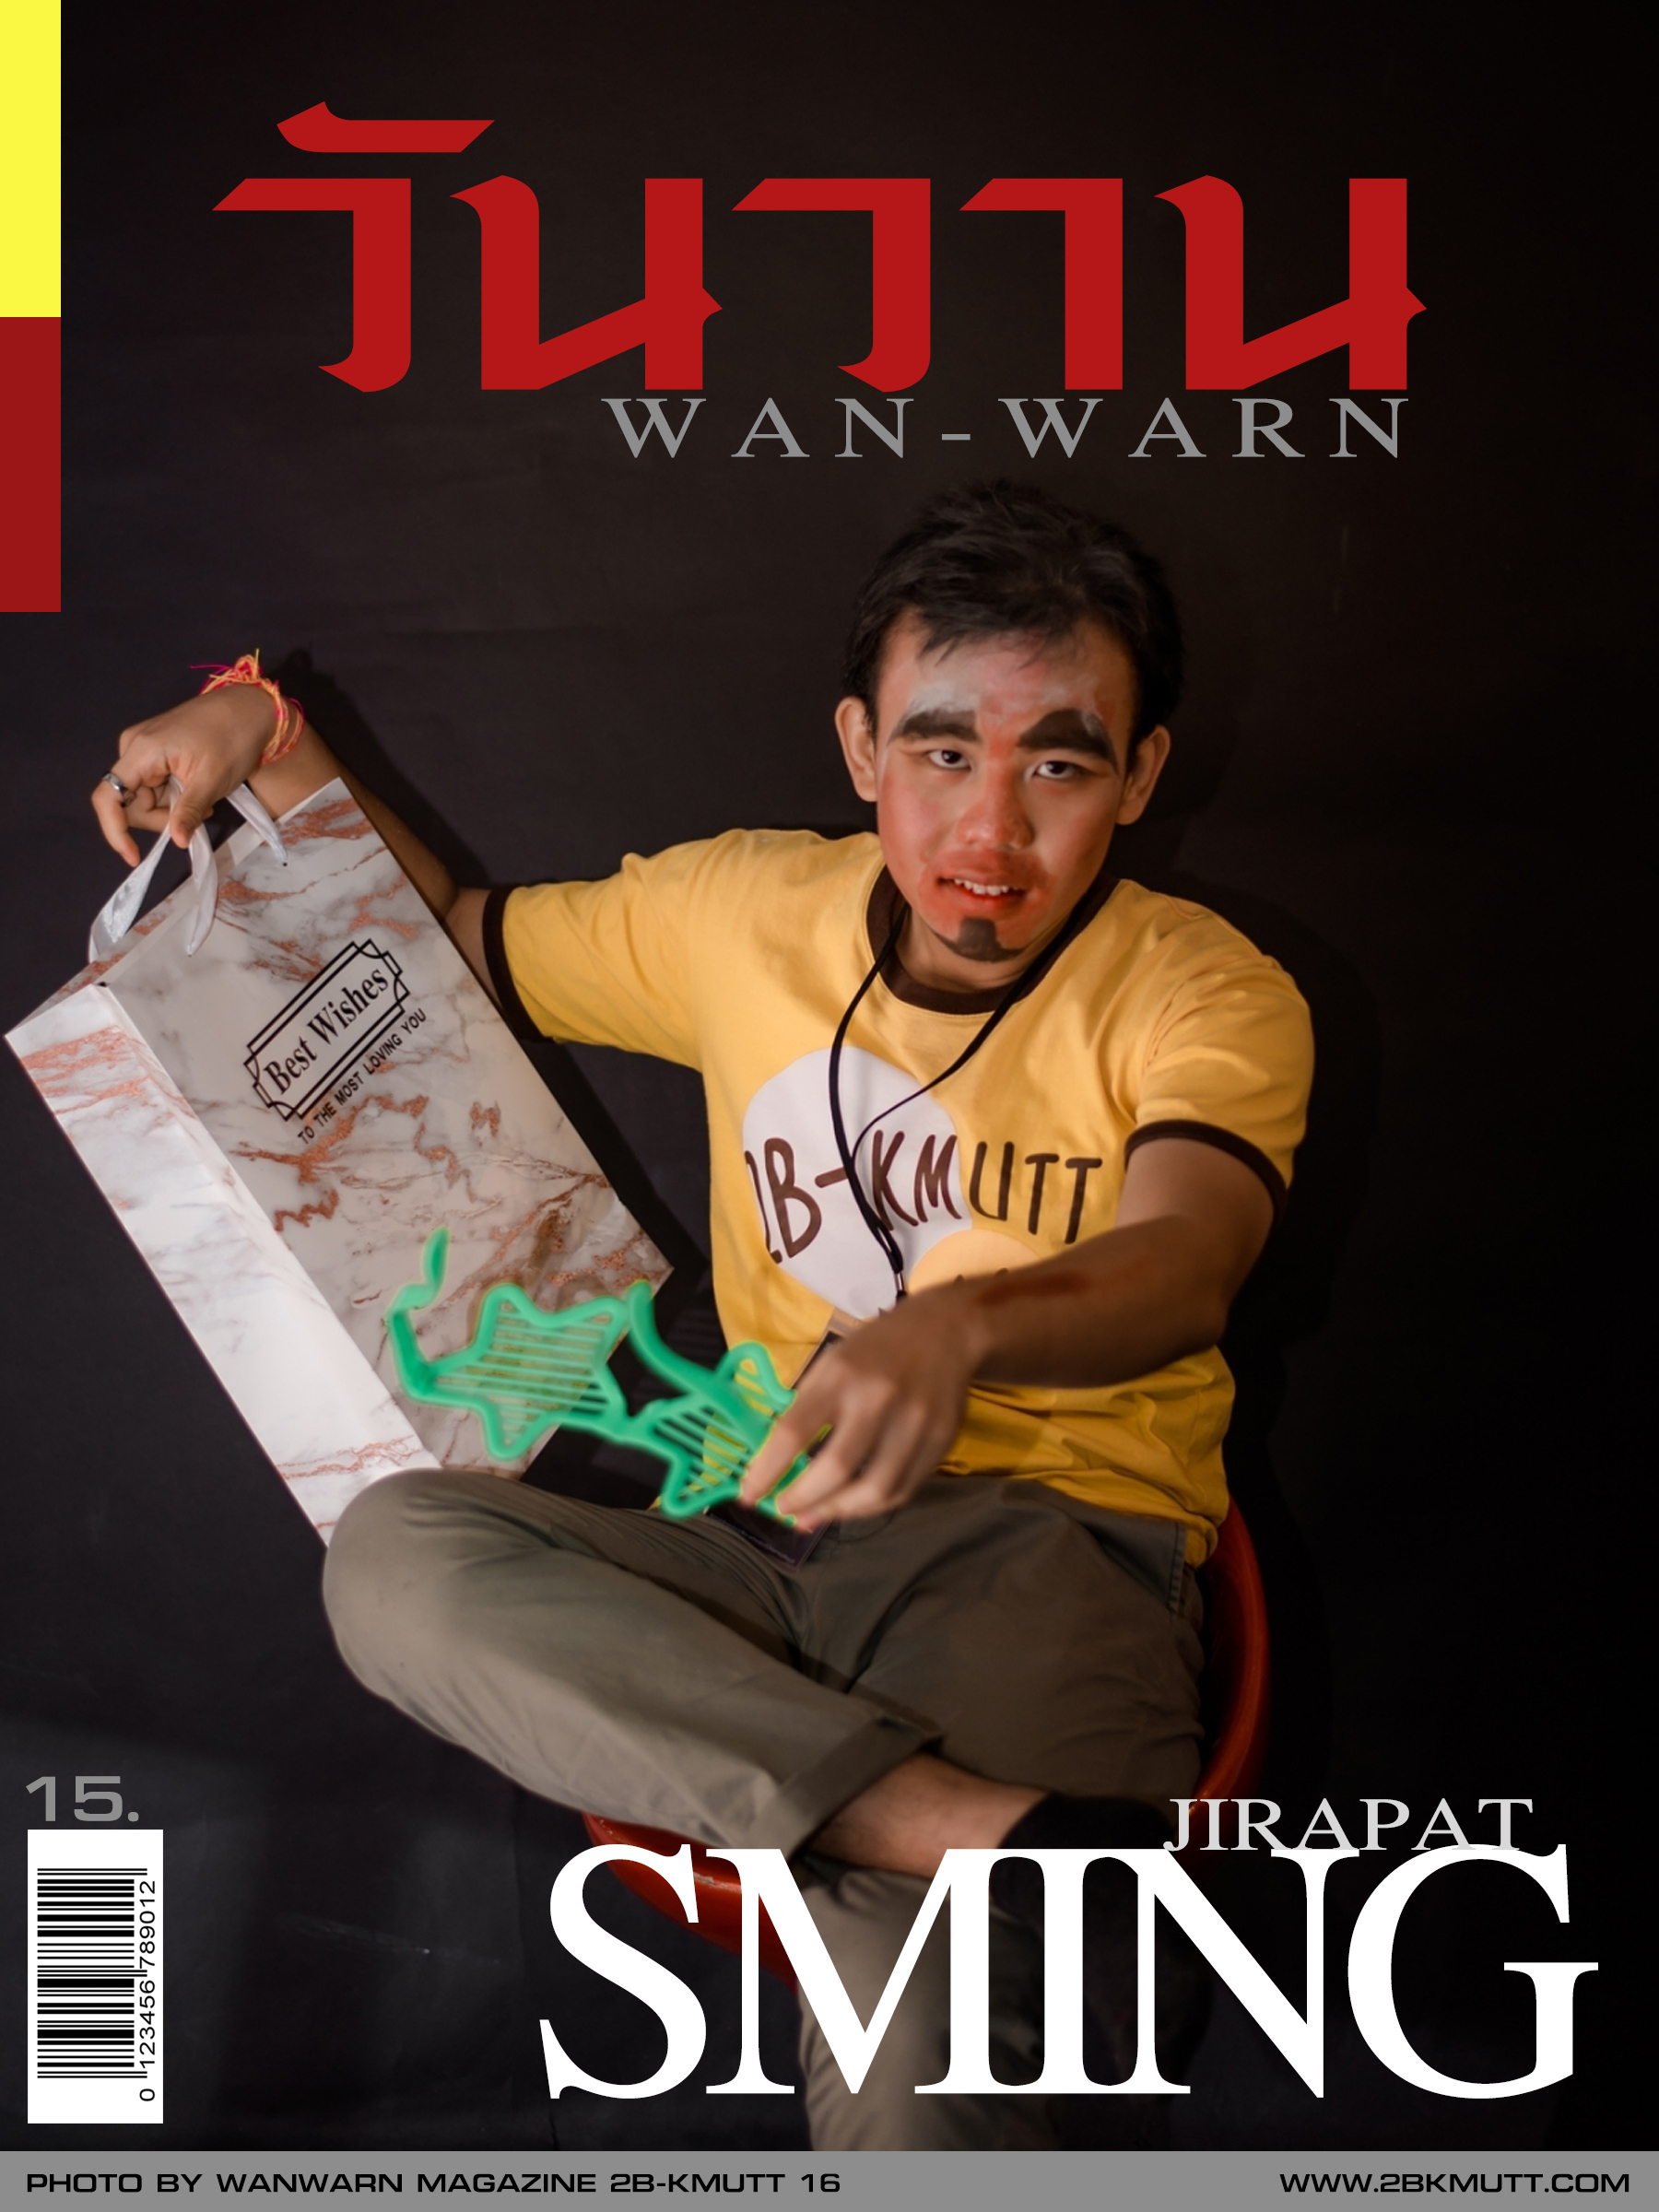 วันวาน
WAN-WARN
Best Wishes
TO THE MOST LOVING YOU
2B-KMUTT
15.
0 123456 789012
JIRAPAT
SMING
PHOTO BY WANWARN MAGAZINE 2B-KMUTT 16
WWW.2BKMUTT.COM